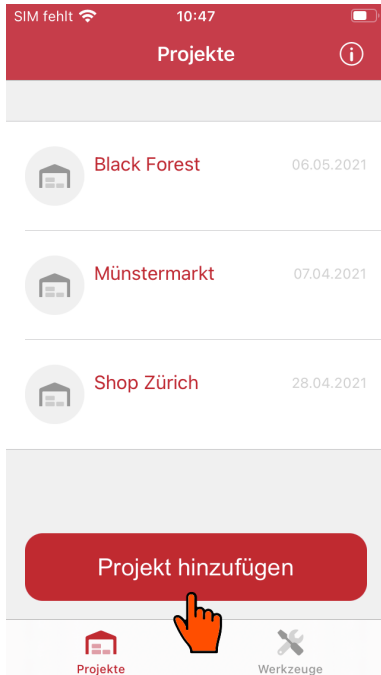 SIM fehlt 10:47
Projekte
Black Forest 06.05.2021
Münstermarkt 07.04.2021
Shop Zürich 28.04.2021
Projekt hinzufügen
Projekte Werkzeuge